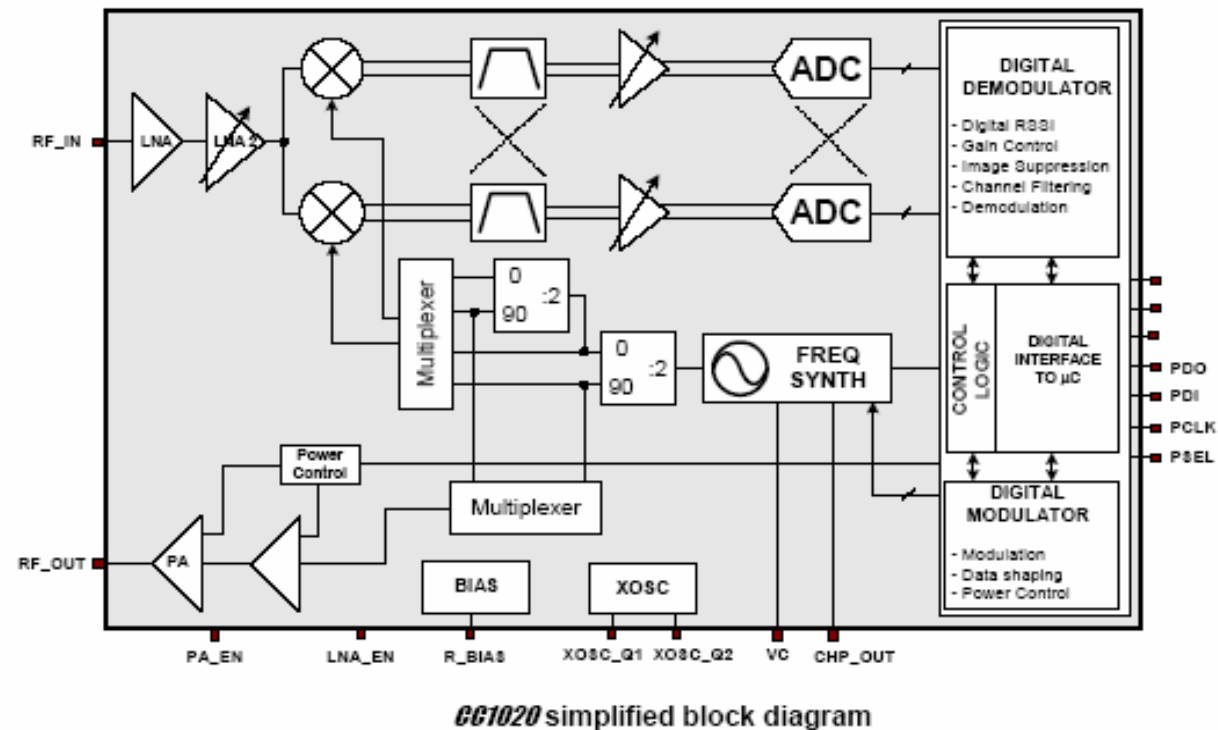 RF_IN
LNA
LNA 2
ADC
ADC
DIGITAL
DEMODULATOR
- Digital RSSI
- Gain Control
- Image Suppression
- Channel Filtering
- Demodulation
Multiplexer
0
:2
90
0
:2
90
FREQ
SYNTH
CONTROL
LOGIC
DIGITAL
INTERFACE
TO µC
PDO
PDI
PCLK
PSEL
Power
Control
Multiplexer
DIGITAL
MODULATOR
- Modulation
- Data shaping
- Power Control
RF_OUT
PA
BIAS
XOSC
PA_EN
LNA_EN
R_BIAS
XOSC_Q1
XOSC_Q2
VC
CHP_OUT
CC1020 simplified block diagram